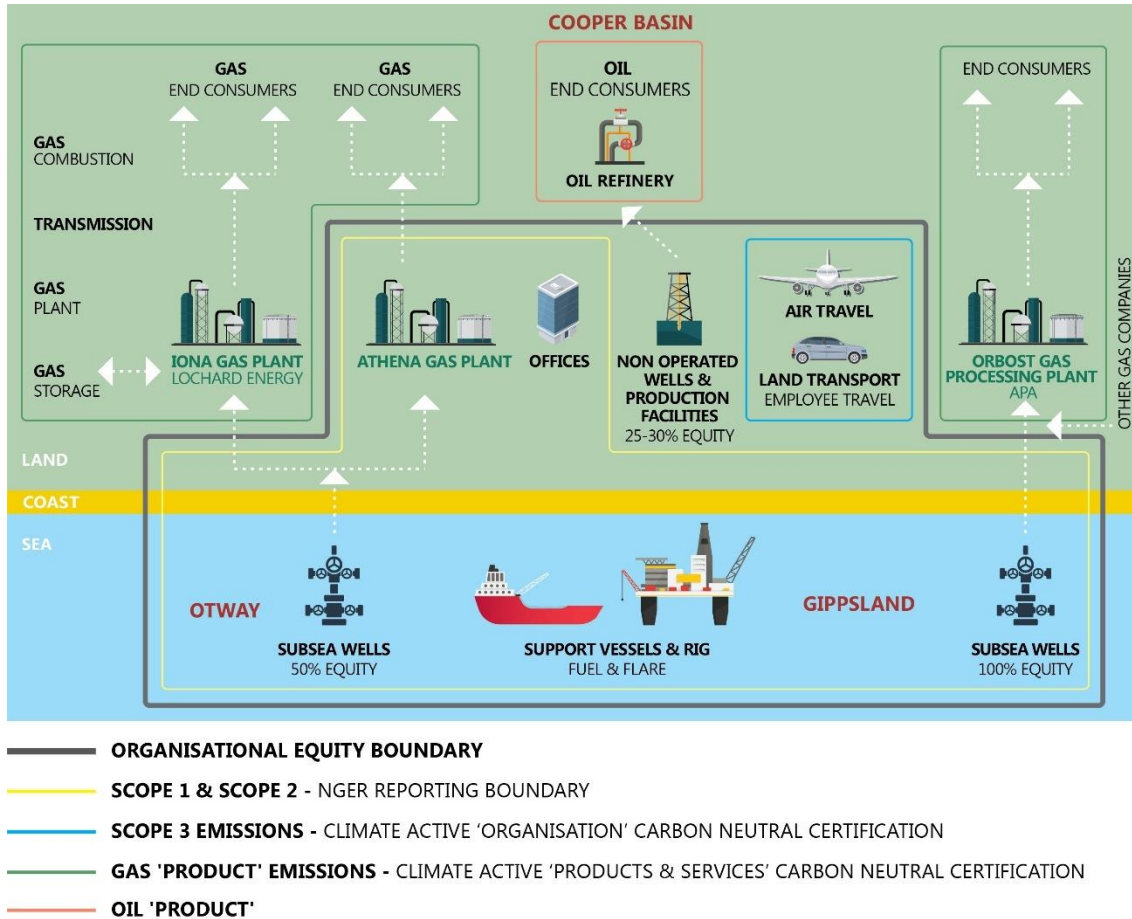 COOPER BASIN
GAS
END CONSUMERS
GAS
END CONSUMERS
OIL
END CONSUMERS
OIL REFINERY
END CONSUMERS
GAS
COMBUSTION
TRANSMISSION
GAS
PLANT
GAS
STORAGE
IONA GAS PLANT
LOCHARD ENERGY
ATHENA GAS PLANT
OFFICES
NON OPERATED
WELLS &
PRODUCTION
FACILITIES
25-30% EQUITY
AIR TRAVEL
LAND TRANSPORT
EMPLOYEE TRAVEL
ORBOST GAS
PROCESSING PLANT
APA
OTHER GAS COMPANIES
LAND
COAST
SEA
OTWAY
SUBSEA WELLS
50% EQUITY
SUPPORT VESSELS & RIG
FUEL & FLARE
GIPPSLAND
SUBSEA WELLS
100% EQUITY
ORGANISATIONAL EQUITY BOUNDARY
SCOPE 1 & SCOPE 2 - NGER REPORTING BOUNDARY
SCOPE 3 EMISSIONS - CLIMATE ACTIVE ‘ORGANISATION’ CARBON NEUTRAL CERTIFICATION
GAS 'PRODUCT' EMISSIONS - CLIMATE ACTIVE ‘PRODUCTS & SERVICES’ CARBON NEUTRAL CERTIFICATION
OIL 'PRODUCT'